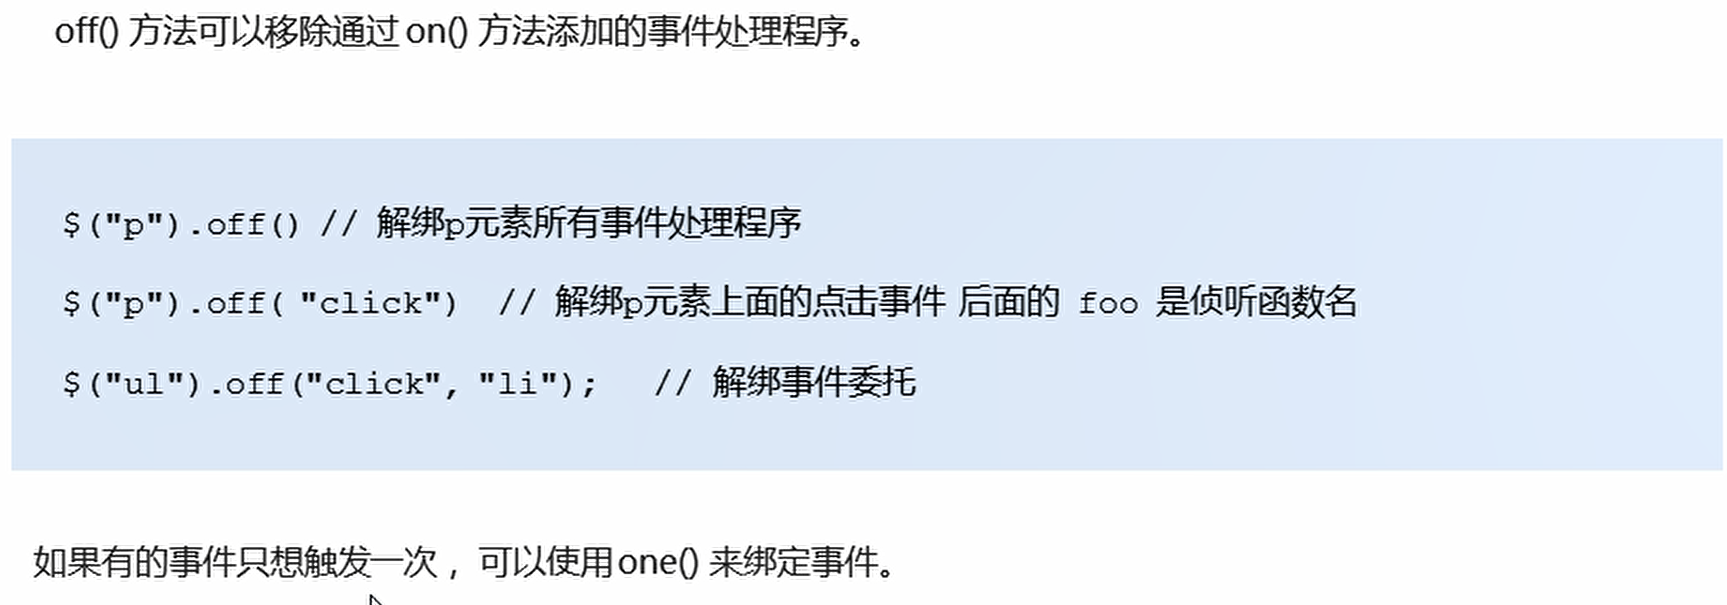 off() 方法可以移除通过 on() 方法添加的事件处理程序。
$("p").off() // 解绑p元素所有事件处理程序
$("p").off( "click")  // 解绑p元素上面的点击事件 后面的 foo 是侦听函数名
$("ul").off("click", "li");   // 解绑事件委托
如果有的事件只想触发一次， 可以使用one() 来绑定事件。